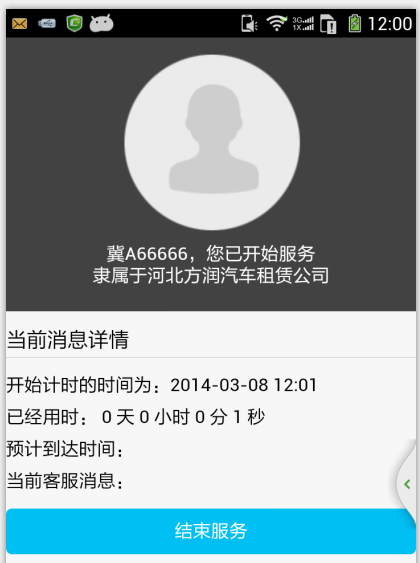 3G
1X
12:00
冀A66666，您已开始服务
隶属于河北方润汽车租赁公司
当前消息详情
开始计时的时间为：2014-03-08 12:01
已经用时： 0 天 0 小时 0 分 1 秒
预计到达时间：
当前客服消息：
结束服务